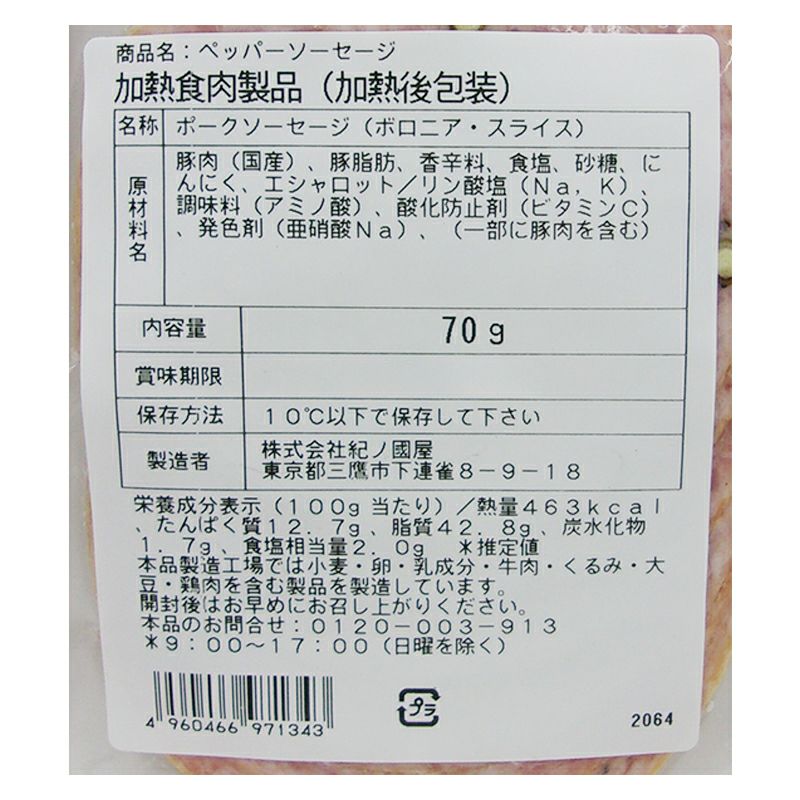 商品名：ペッパーソーセージ
加熱食肉製品（加熱後包装）
名称 ポークソーセージ（ボロニア・スライス）
原材料名
豚肉（国産）、豚脂肪、香辛料、食塩、砂糖、に
んにく、エシャロット／リン酸塩（Ｎａ，Ｋ）、
調味料（アミノ酸）、酸化防止剤（ビタミンＣ）
、発色剤（亜硝酸Ｎａ）、（一部に豚肉を含む）
内容量 70ｇ
賞味期限
保存方法 １０℃以下で保存して下さい
製造者 株式会社紀ノ國屋
東京都三鷹市下連雀８－９－１８
栄養成分表示（１００g 当たり）／熱量４６３ｋｃａｌ
、たんぱく質１２．７g、脂質４２．８g、炭水化物
１．７g、食塩相当量２．０g ＊推定値
本品製造工場では小麦・卵・乳成分・牛肉・くるみ・大
豆・鶏肉を含む製品を製造しています。
開封後はお早めにお召し上がりください。
本品のお問合せ：０１２０－００３－９１３
＊９：００～１７：００（日曜を除く）
4 960466 971343
プラ
2064